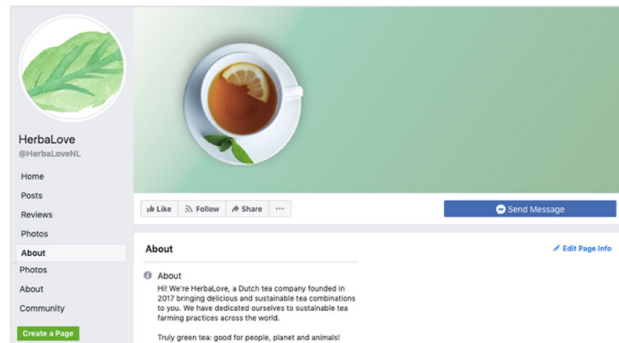 HerbaLove
@HerbaLoveNL
Home
Posts
Reviews
Photos
About
Photos
About
Community
Create a Page
Like Follow Share ...
Send Message
About
Edit Page Info
About
Hi! We're HerbaLove, a Dutch tea company founded in
2017 bringing delicious and sustainable tea combinations
to you. We have dedicated ourselves to sustainable tea
farming practices across the world.
Truly green tea: good for people, planet and animals!